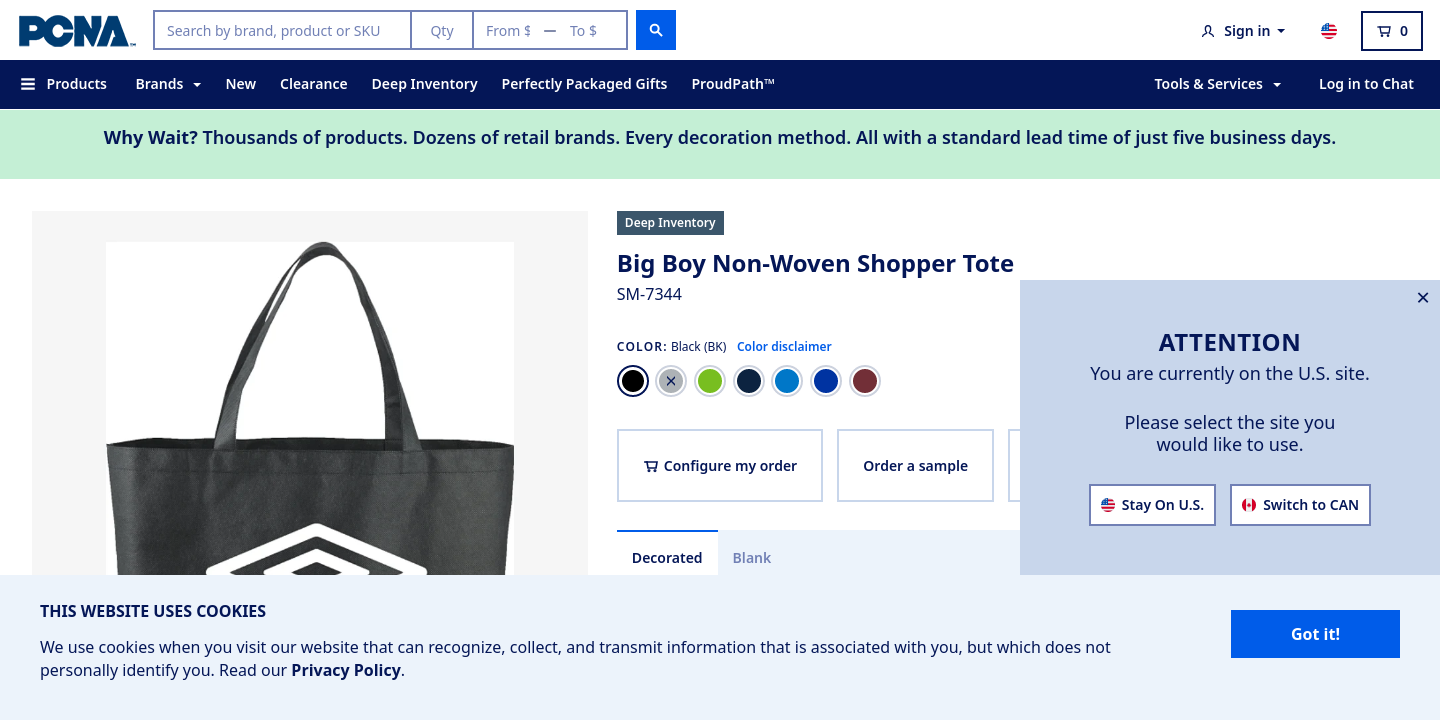 PCNA™
Search by brand, product or SKU
Qty
From $ — To $
Sign in
0
Products
Brands
New
Clearance
Deep Inventory
Perfectly Packaged Gifts
ProudPath™
Tools & Services
Log in to Chat
Why Wait? Thousands of products. Dozens of retail brands. Every decoration method. All with a standard lead time of just five business days.
Deep Inventory
Big Boy Non-Woven Shopper Tote
SM-7344
COLOR: Black (BK) Color disclaimer
Configure my order
Order a sample
Decorated
Blank
ATTENTION
You are currently on the U.S. site.
Please select the site you
would like to use.
Stay On U.S.
Switch to CAN
THIS WEBSITE USES COOKIES
We use cookies when you visit our website that can recognize, collect, and transmit information that is associated with you, but which does not
personally identify you. Read our Privacy Policy.
Got it!